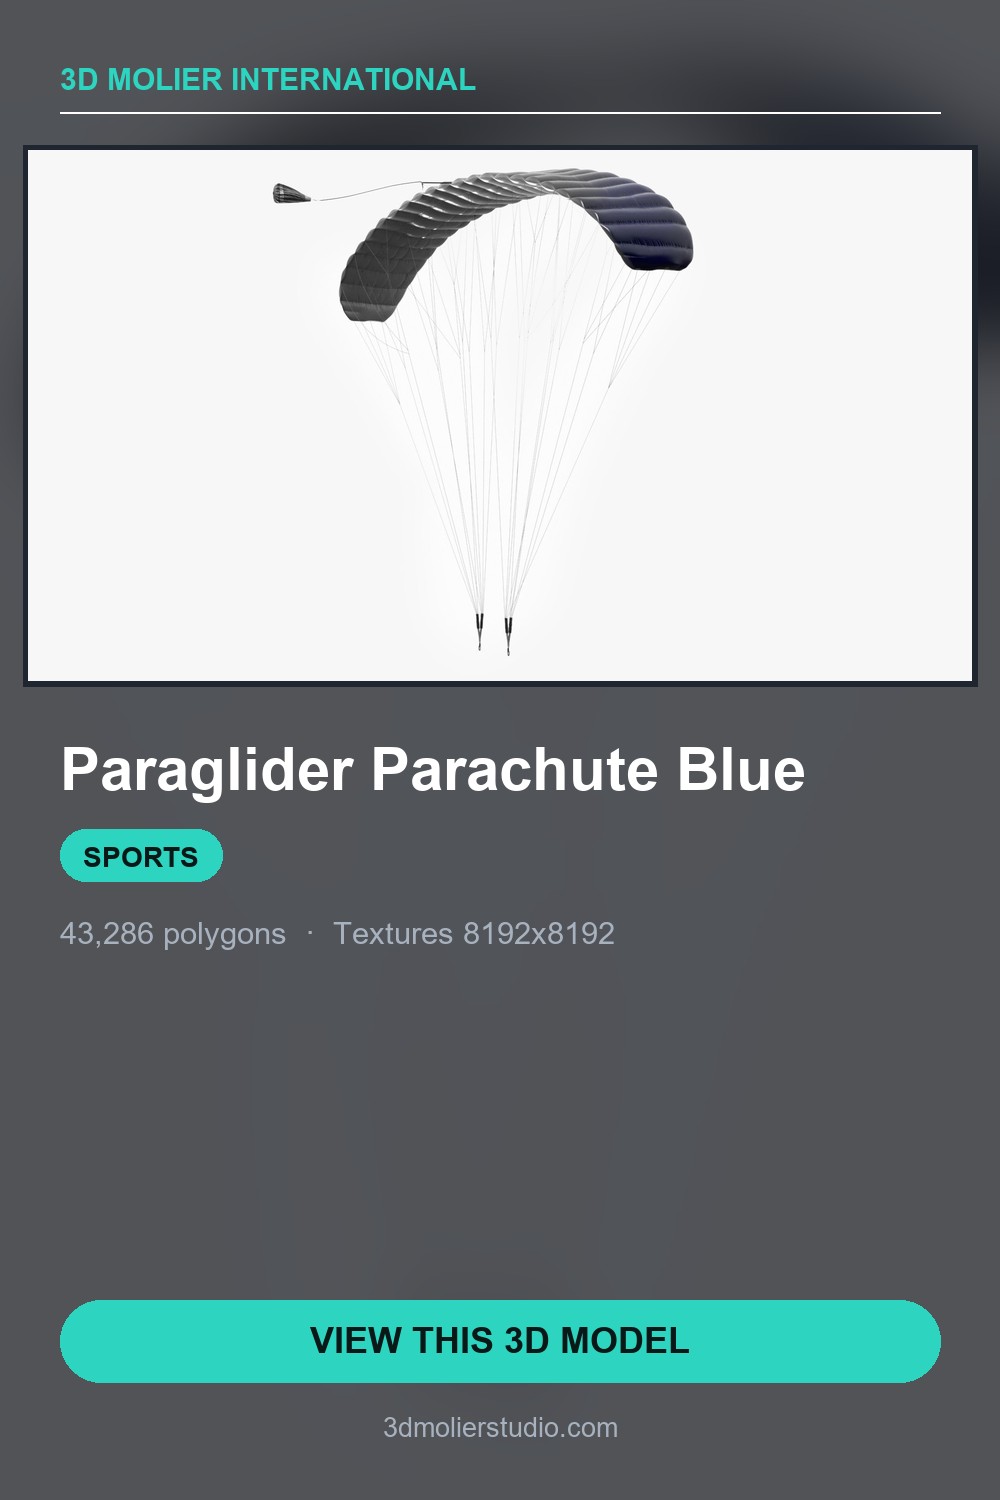 3D MOLIER INTERNATIONAL
Paraglider Parachute Blue
SPORTS
43,286 polygons · Textures 8192x8192
VIEW THIS 3D MODEL
3dmolierstudio.com